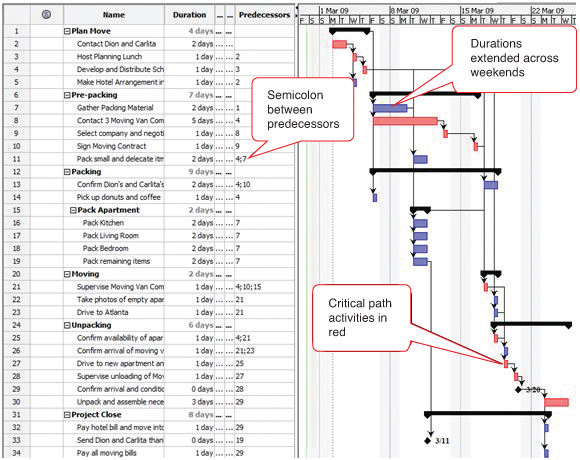 Name Duration ... ... Predecessors
1 Mar 09 8 Mar 09 15 Mar 09 22 Mar 09
F S S M T W T F S S M T W T F S S M T W T F S S M T W
1 Plan Move 4 days ... ...
2 Contact Dion and Carlita 2 days ... ...
3 Host Planning Lunch 1 day ... ... 2
4 Develop and Distribute Sch 1 day ... ... 3
5 Make Hotel Arrangement in 1 day ... ... 2
6 Pre-packing 7 days ... ...
7 Gather Packing Material 2 days ... ... 1
8 Contact 3 Moving Van Com 5 days ... ... 4
9 Select company and negoti 1 day ... ... 8
10 Sign Moving Contract 1 day ... ... 9
11 Pack small and delicate itm 2 days ... ... 4;7
12 Packing 9 days ... ...
13 Confirm Dion's and Carlita's 2 days ... ... 4;10
14 Pick up donuts and coffee 1 day ... ... 4
15 Pack Apartment 2 days ... ...
16 Pack Kitchen 2 days ... ... 7
17 Pack Living Room 2 days ... ... 7
18 Pack Bedroom 2 days ... ... 7
19 Pack remaining items 2 days ... ... 7
20 Moving 2 days ... ...
21 Supervise Moving Van Com 1 day ... ... 4;10;15
22 Take photos of empty apar 1 day ... ... 21
23 Drive to Atlanta 1 day ... ... 21
24 Unpacking 6 days ... ...
25 Confirm availability of apar 1 day ... ... 4;21
26 Confirm arrival of moving v 1 day ... ... 21;23
27 Drive to new apartment an 1 day ... ... 25
28 Supervise unloading of Mov 1 day ... ... 27
29 Confirm arrival and conditic 0 days ... ... 28
30 Unpack and assemble nece 3 days ... ... 29
31 Project Close 8 days ... ...
32 Pay hotel bill and move into 1 day ... ... 29
33 Send Dion and Carlita than 0 days ... ... 19
34 Pay all moving bills 1 day ... ... 29
Durations
extended across
weekends
Semicolon
between
predecessors
Critical path
activities in
red
3/20
3/11